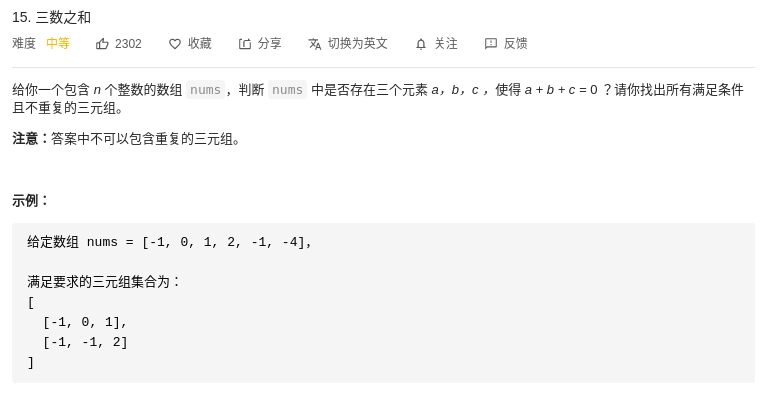 15. 三数之和
难度 中等 2302 收藏 分享 切换为英文 关注 反馈
给你一个包含 n 个整数的数组 nums，判断 nums 中是否存在三个元素 a，b，c ，使得 a + b + c = 0 ？请你找出所有满足条件
且不重复的三元组。
注意：答案中不可以包含重复的三元组。
示例：
给定数组 nums = [-1, 0, 1, 2, -1, -4]，
满足要求的三元组集合为：
[
[-1, 0, 1],
[-1, -1, 2]
]